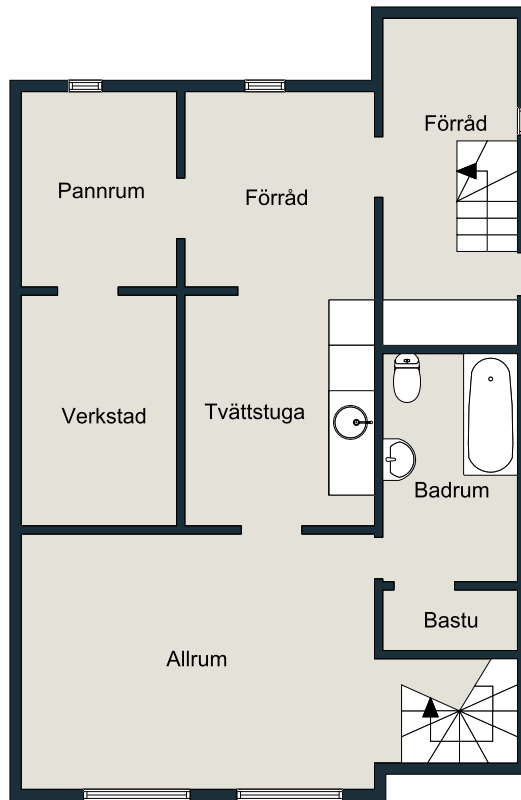 Förråd
Pannrum
Förråd
Verkstad
Tvättstuga
Badrum
Bastu
Allrum